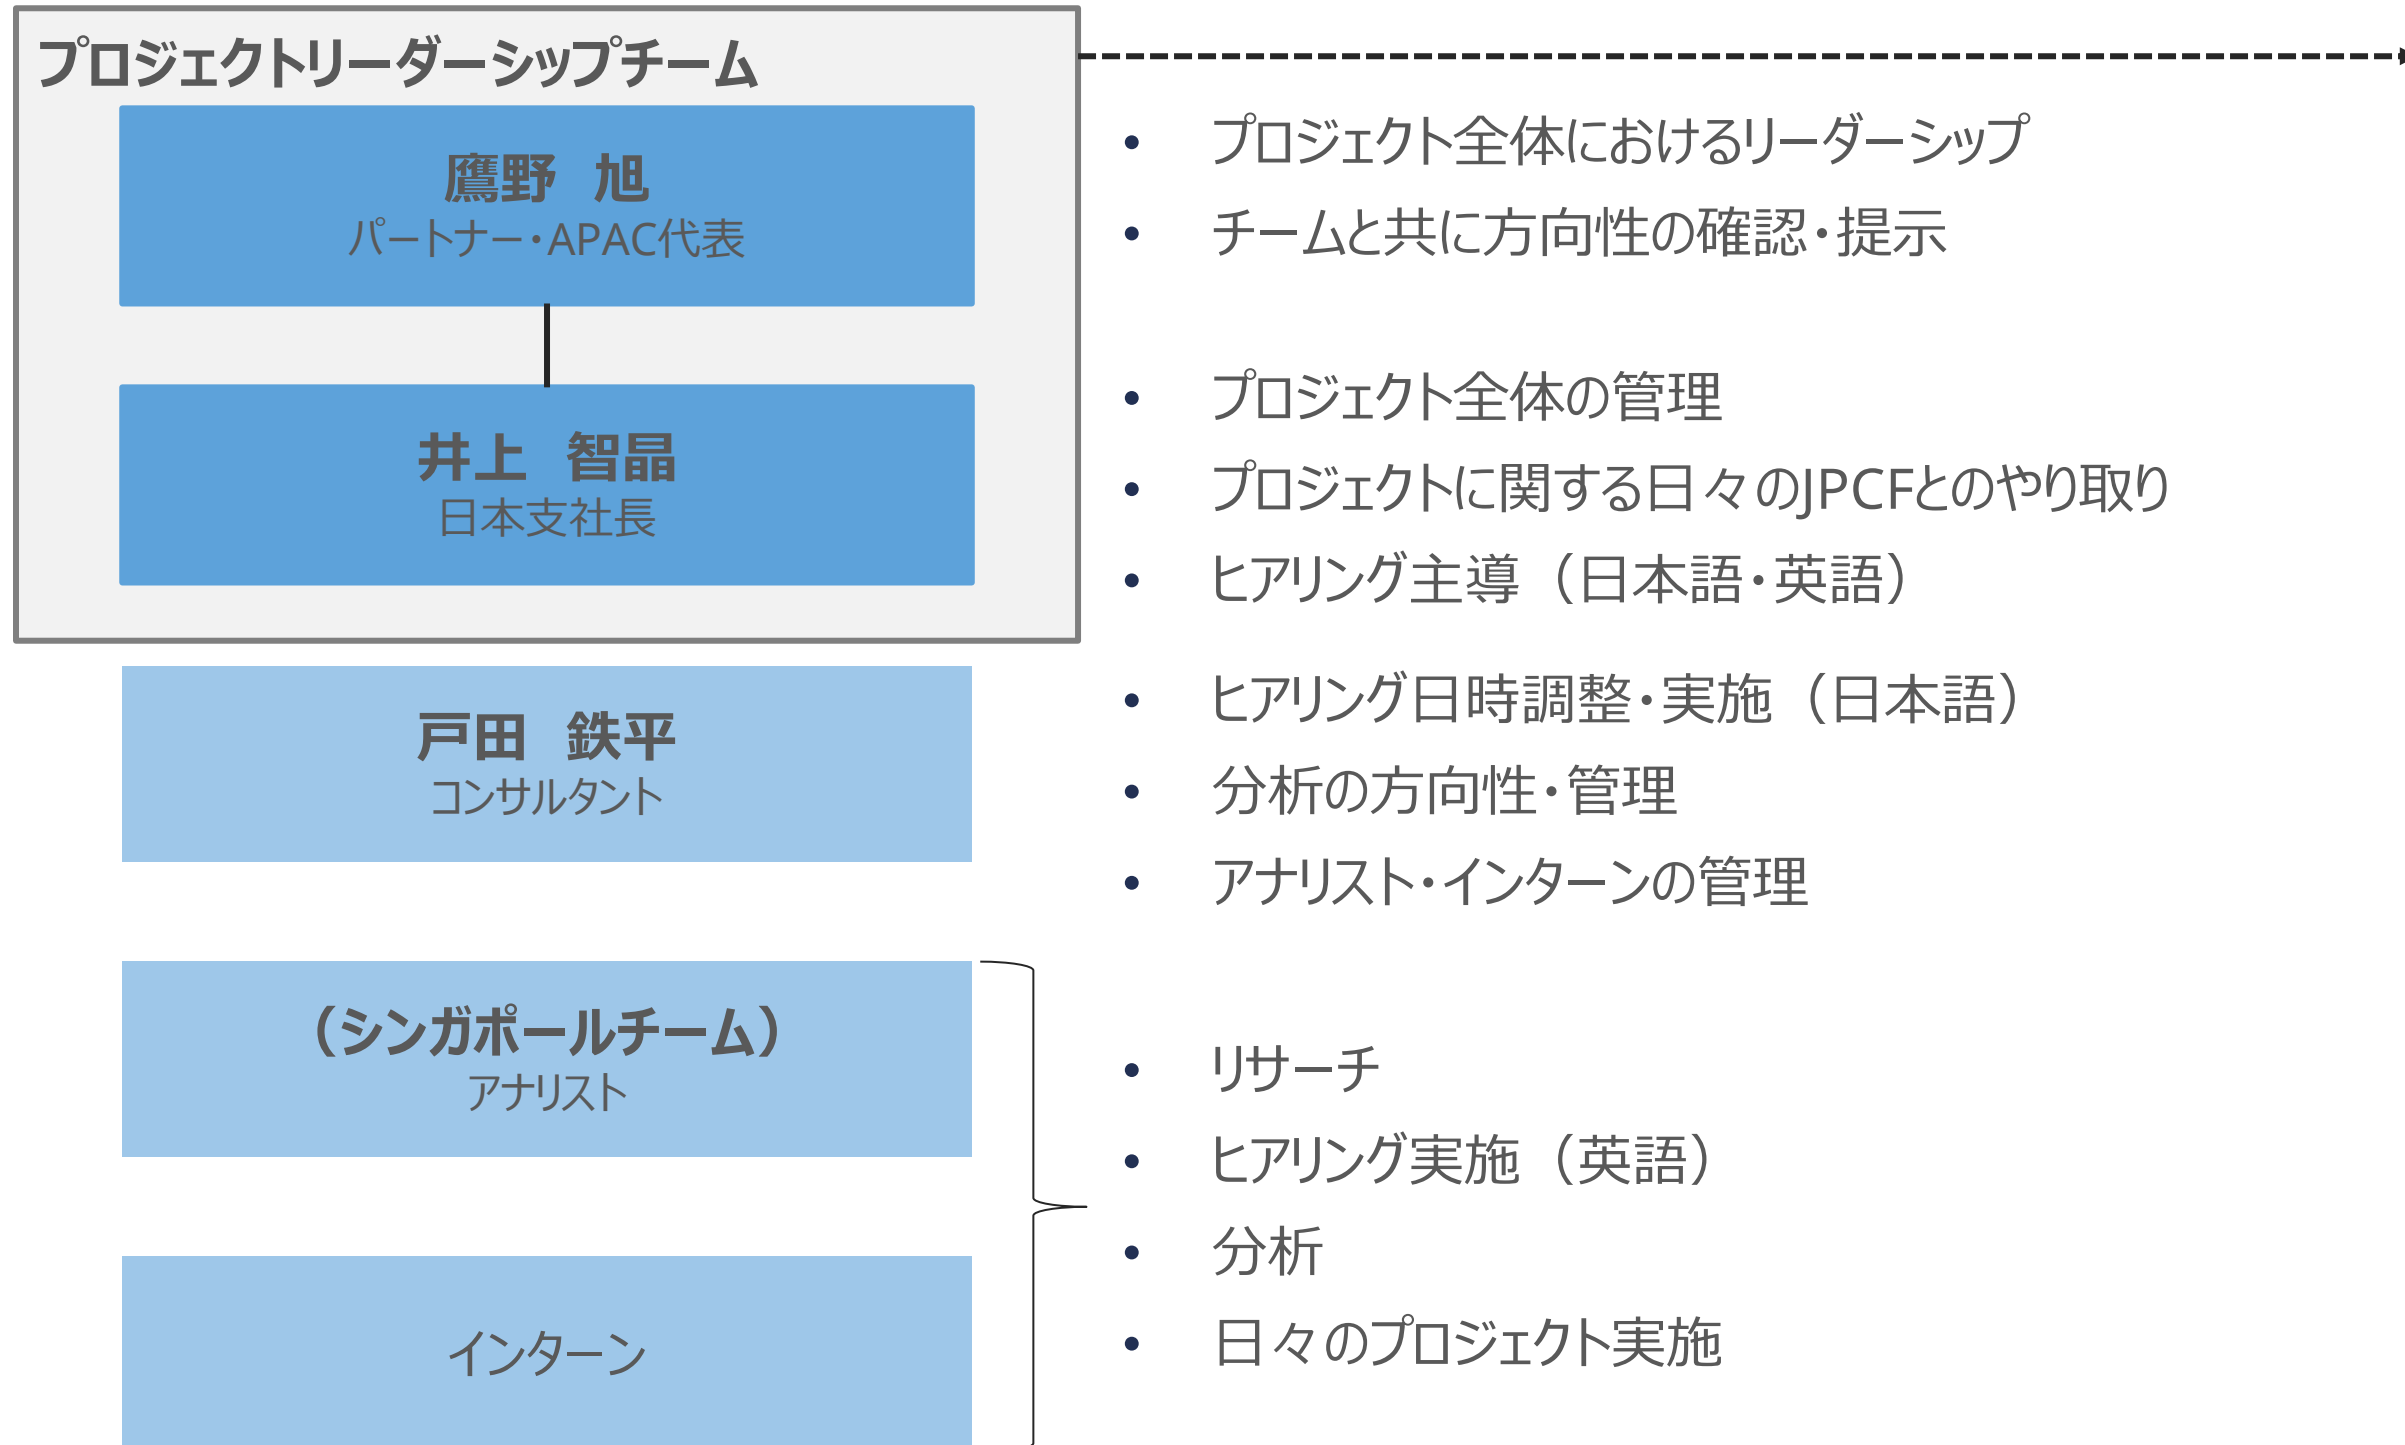 プロジェクトリーダーシップチーム
鷹野 旭
パートナー・APAC代表
• プロジェクト全体におけるリーダーシップ
• チームと共に方向性の確認・提示
井上 智晶
日本支社長
• プロジェクト全体の管理
• プロジェクトに関する日々のJPCFとのやり取り
• ヒアリング主導（日本語・英語）
戸田 鉄平
コンサルタント
• ヒアリング日時調整・実施（日本語）
• 分析の方向性・管理
• アナリスト・インターンの管理
（シンガポールチーム）
アナリスト
インターン
• リサーチ
• ヒアリング実施（英語）
• 分析
• 日々のプロジェクト実施